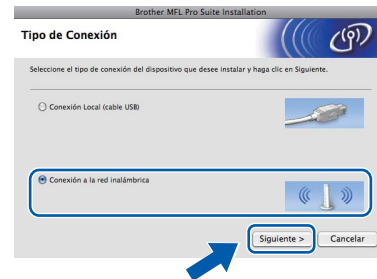 Brother MFL Pro Suite Installation
Tipo de Conexión
Seleccione el tipo de conexión del dispositivo que desee instalar y haga clic en Siguiente.
Conexión Local (cable USB)
Conexión a la red inalámbrica
Siguiente >
Cancelar